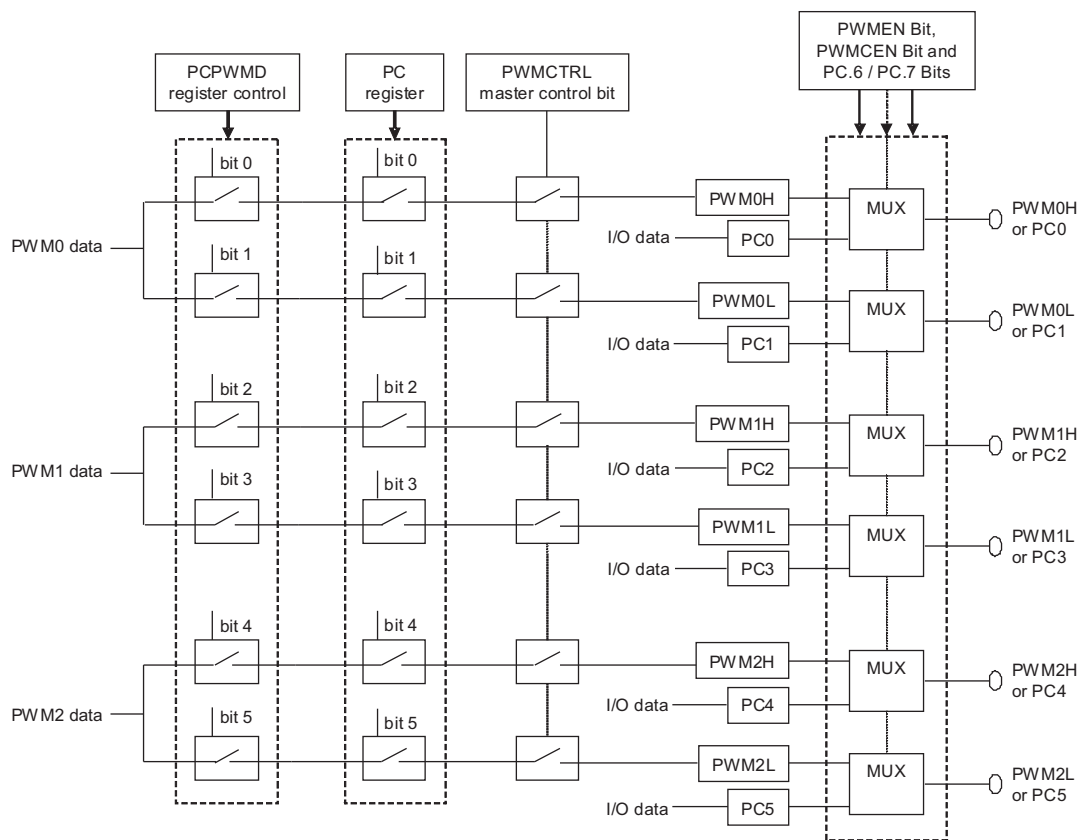 PWMEN Bit,
PWMCEN Bit and
PC.6 / PC.7 Bits
PCPWMD
register control
PC
register
PWMCTRL
master control bit
bit 0
bit 0
PWM0H
MUX
PWM0H
or PC0
PWM0 data
I/O data
PC0
bit 1
bit 1
PWM0L
MUX
PWM0L
or PC1
I/O data
PC1
bit 2
bit 2
PWM1H
MUX
PWM1H
or PC2
PWM1 data
I/O data
PC2
bit 3
bit 3
PWM1L
MUX
PWM1L
or PC3
I/O data
PC3
bit 4
bit 4
PWM2H
MUX
PWM2H
or PC4
PWM2 data
I/O data
PC4
bit 5
bit 5
PWM2L
MUX
PWM2L
or PC5
I/O data
PC5